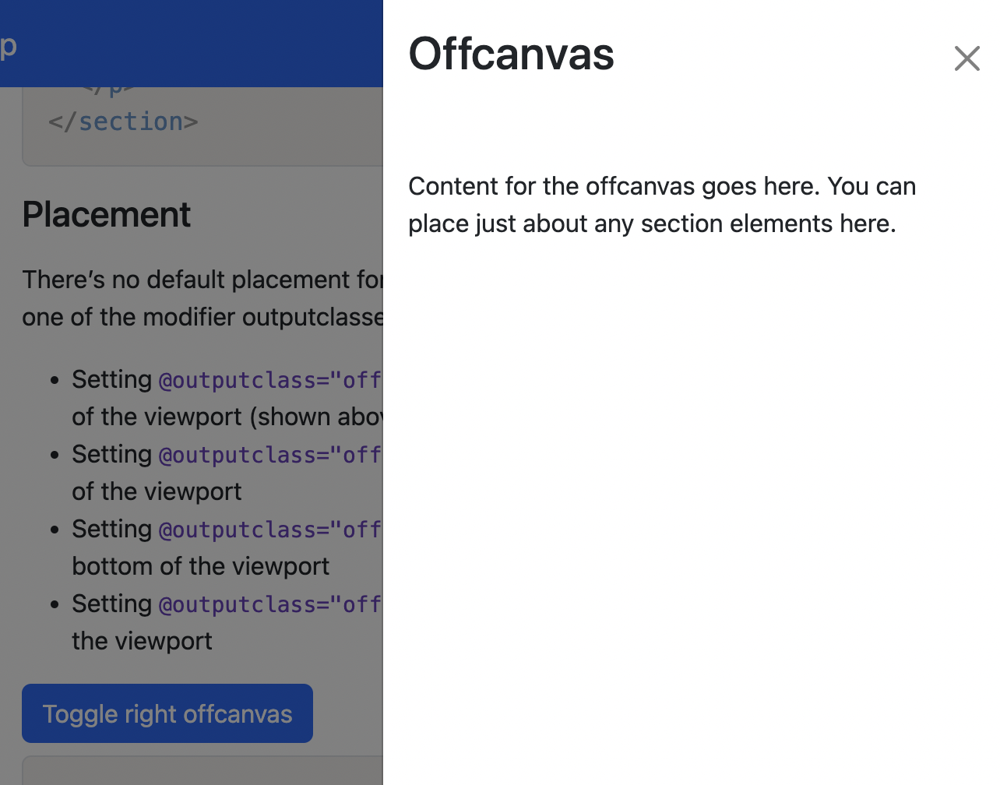 p
</p>
</section>
Placement
There’s no default placement for
one of the modifier outputclasse
Setting @outputclass="off
of the viewport (shown abov
Setting @outputclass="off
of the viewport
Setting @outputclass="off
bottom of the viewport
Setting @outputclass="off
the viewport
Toggle right offcanvas
Offcanvas
Content for the offcanvas goes here. You can
place just about any section elements here.